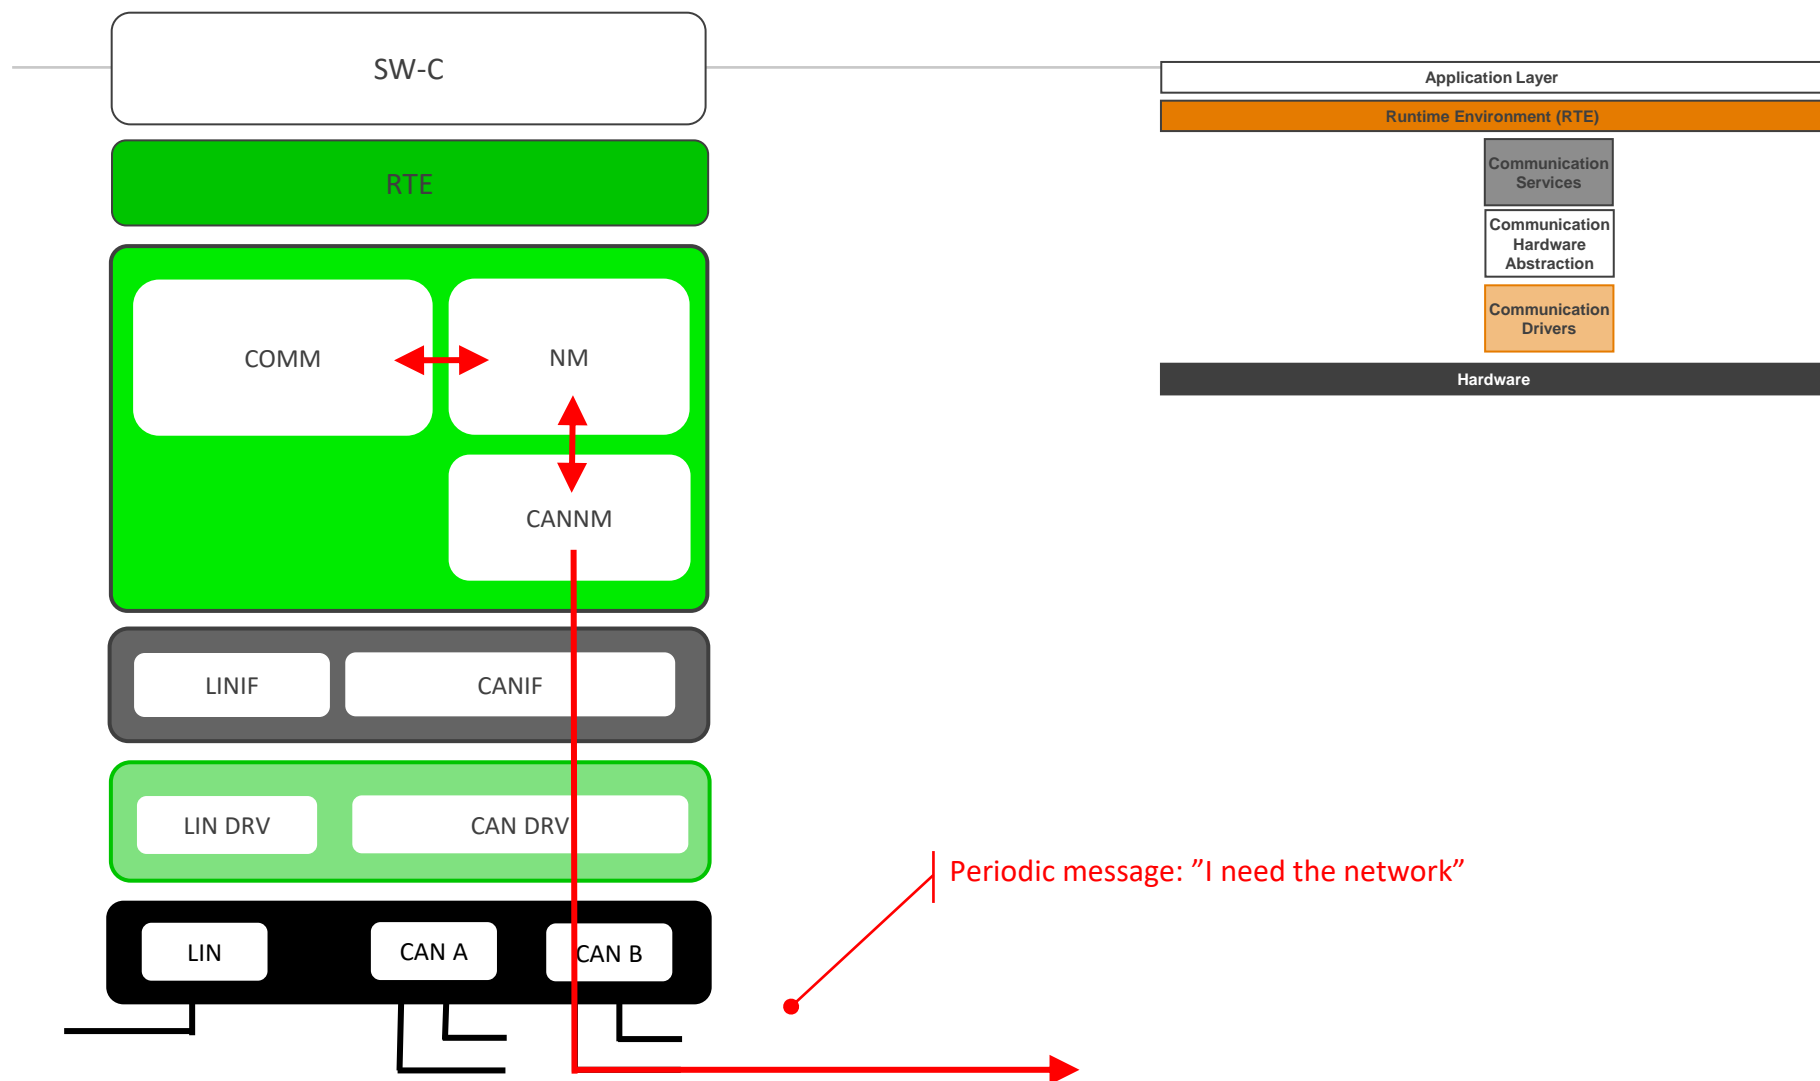 SW-C
RTE
COMM
NM
CANNM
LINIF
CANIF
LIN DRV
CAN DRV
LIN
CAN A
CAN B
Periodic message: ”I need the network”
Application Layer
Runtime Environment (RTE)
Communication
Services
Communication
Hardware
Abstraction
Communication
Drivers
Hardware